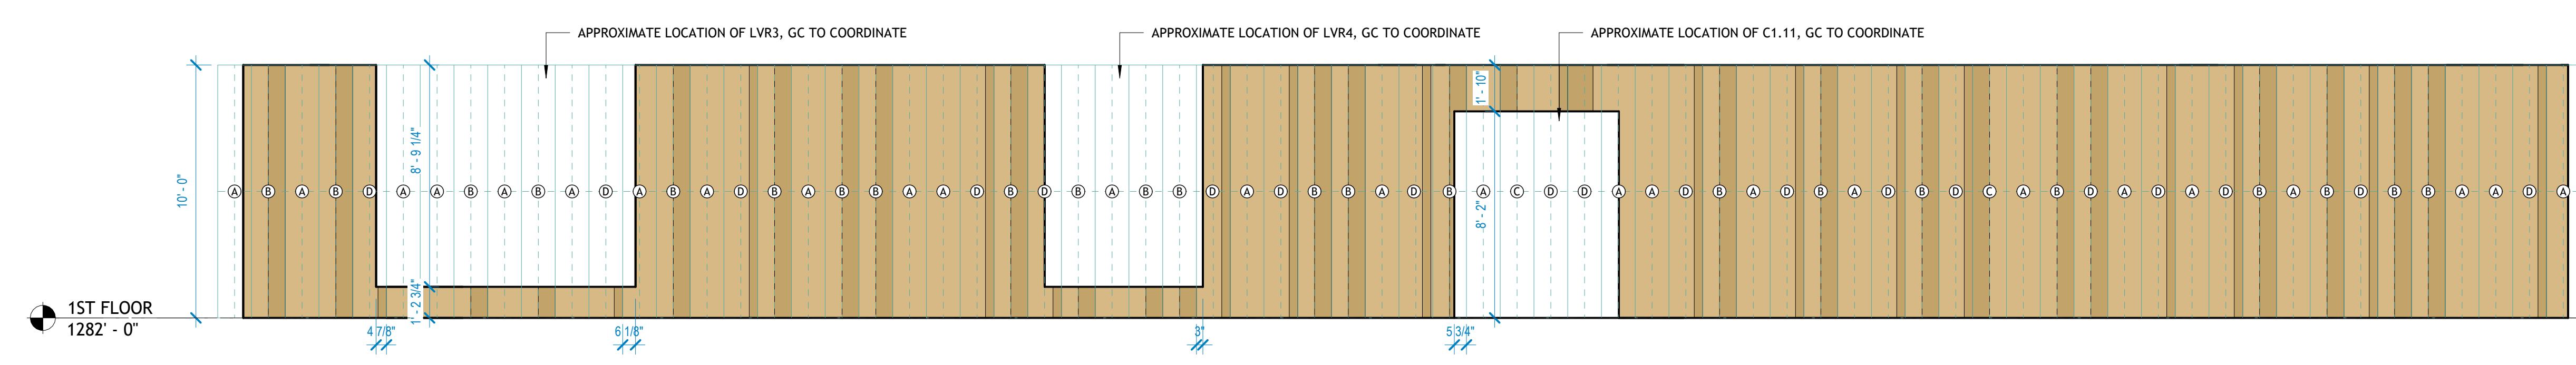 APPROXIMATE LOCATION OF LVR3, GC TO COORDINATE
APPROXIMATE LOCATION OF LVR4, GC TO COORDINATE
APPROXIMATE LOCATION OF C1.11, GC TO COORDINATE
1' - 10"
8' - 9 1/4"
10' - 0"
A B A B D A A B A B A D A B A D B A B B A A D B D B A B B D A D B B A D B A C D D A A D B A D B A D B D C A B D A D A D B A B D B B A A D A
8' - 2"
1' - 2 3/4"
1ST FLOOR
1282' - 0"
4 7/8"
6 1/8"
3"
5 3/4"